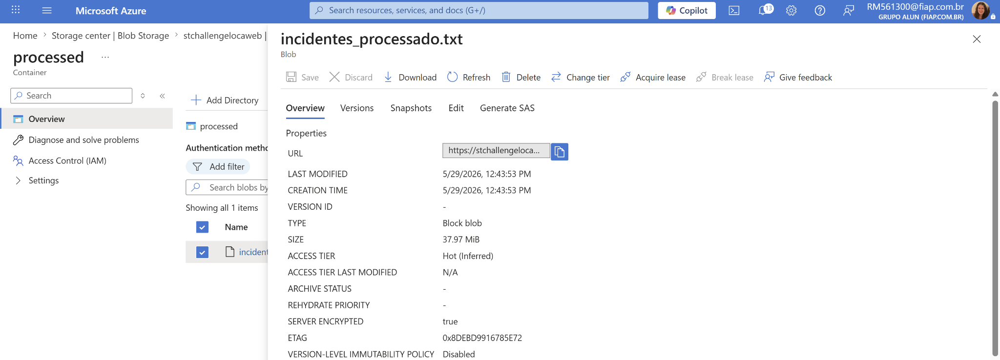 Microsoft Azure
Search resources, services, and docs (G+/)
Copilot
13
RM561300@fiap.com.br
GRUPO ALUN (FIAP.COM.BR)
Home > Storage center | Blob Storage > stchallengelocaweb |
processed ...
Container
Search
Overview
Diagnose and solve problems
Access Control (IAM)
Settings
Add Directory
processed
Authentication metho
Add filter
Search blobs by
Showing all 1 items
Name
incident
incidentes_processado.txt
Blob
Save Discard Download Refresh Delete Change tier Acquire lease Break lease Give feedback
Overview Versions Snapshots Edit Generate SAS
Properties
URL https://stchallengeloca...
LAST MODIFIED 5/29/2026, 12:43:53 PM
CREATION TIME 5/29/2026, 12:43:53 PM
VERSION ID -
TYPE Block blob
SIZE 37.97 MiB
ACCESS TIER Hot (Inferred)
ACCESS TIER LAST MODIFIED N/A
ARCHIVE STATUS -
REHYDRATE PRIORITY -
SERVER ENCRYPTED true
ETAG 0x8DEBD9916785E72
VERSION-LEVEL IMMUTABILITY POLICY Disabled